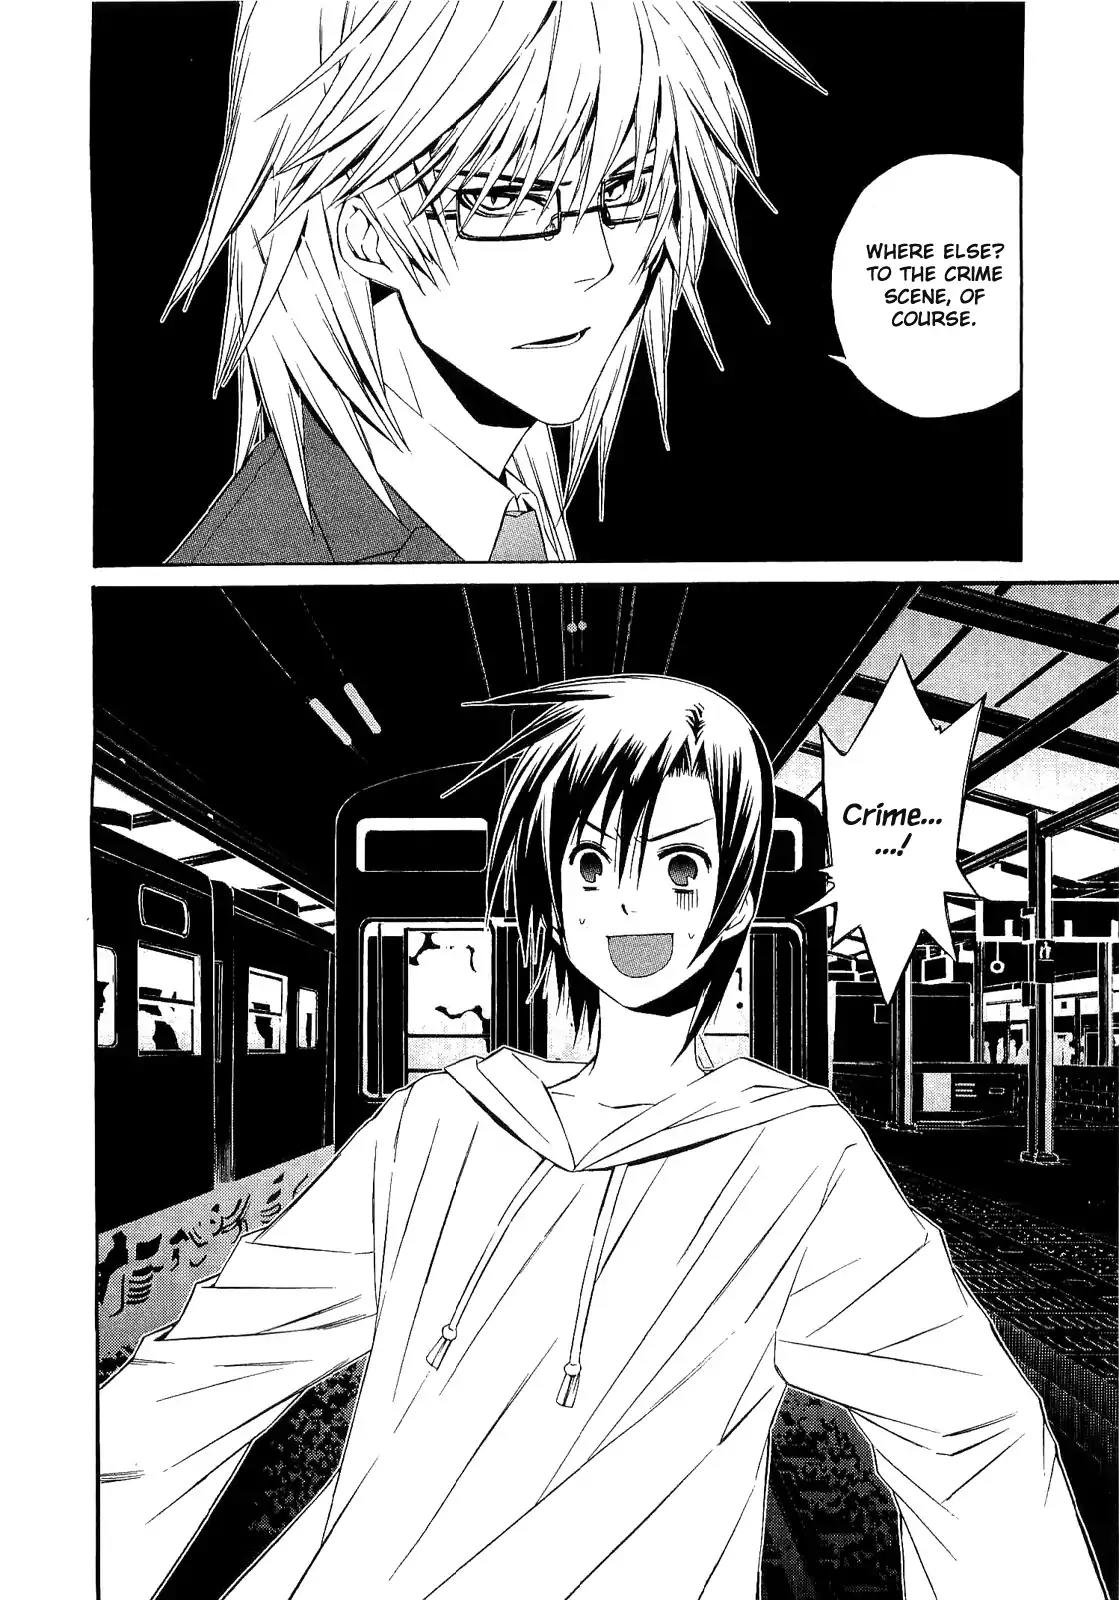 WHERE ELSE?
TO THE CRIME
SCENE, OF
COURSE.
Crime...
...!